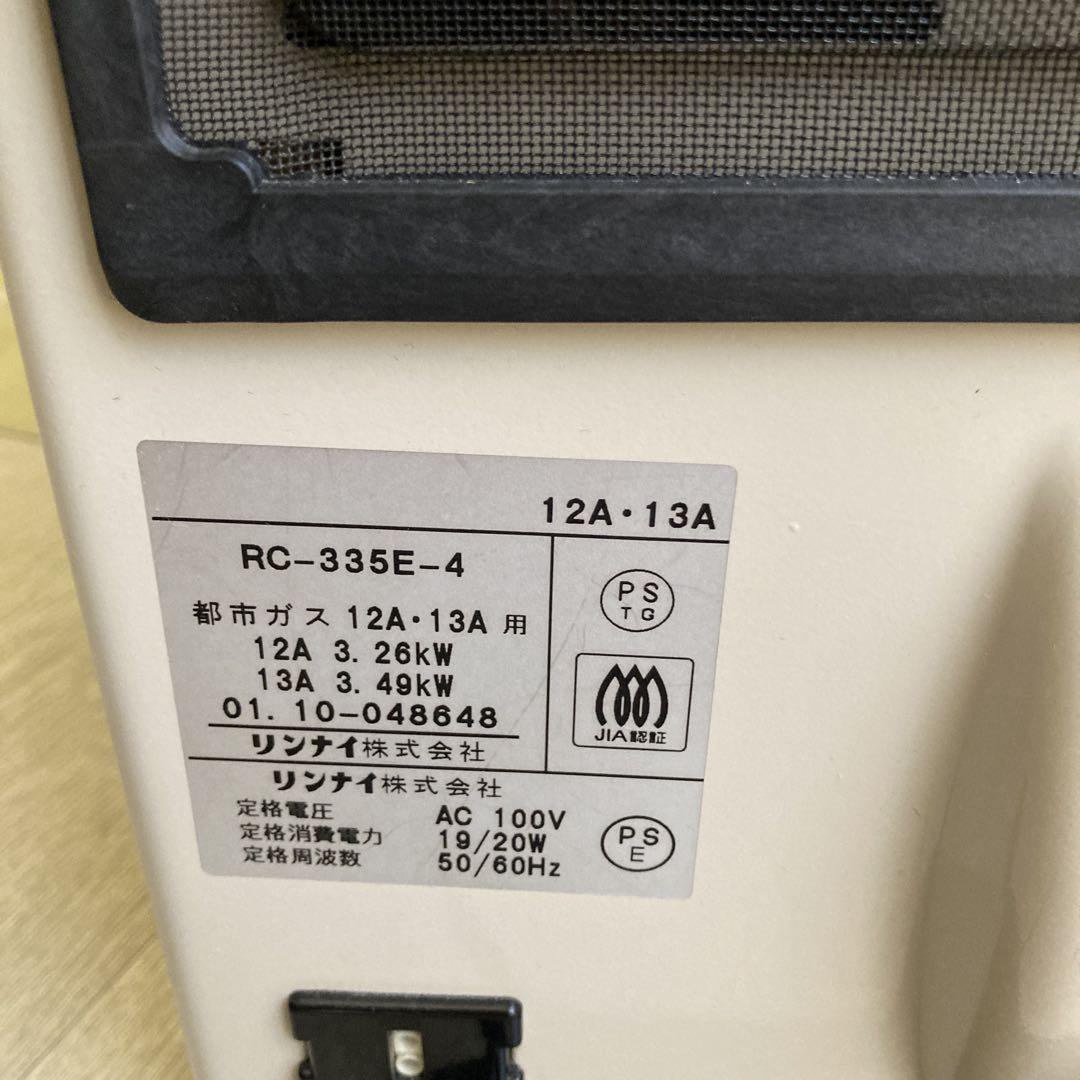 12A・13A
RC-335E-4
都市ガス 12A・13A 用
12A 3.26kW
13A 3.49kW
01.10-048648
リンナイ株式会社
PS
TG
JIA認証
リンナイ株式会社
定格電圧 AC 100V
定格消費電力 19/20W
定格周波数 50/60Hz
PS
E